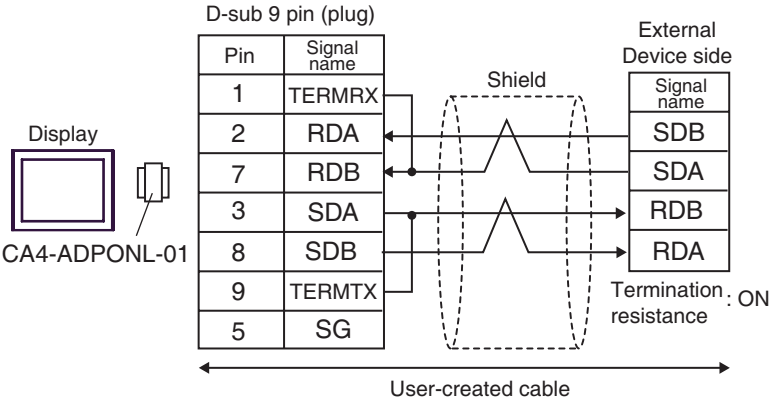 D-sub 9 pin (plug)
Pin
Signal
name
1
TERMRX
2
RDA
7
RDB
3
SDA
8
SDB
9
TERMTX
5
SG
Shield
External
Device side
Signal
name
SDB
SDA
RDB
RDA
Termination
resistance
: ON
Display
CA4-ADPONL-01
User-created cable